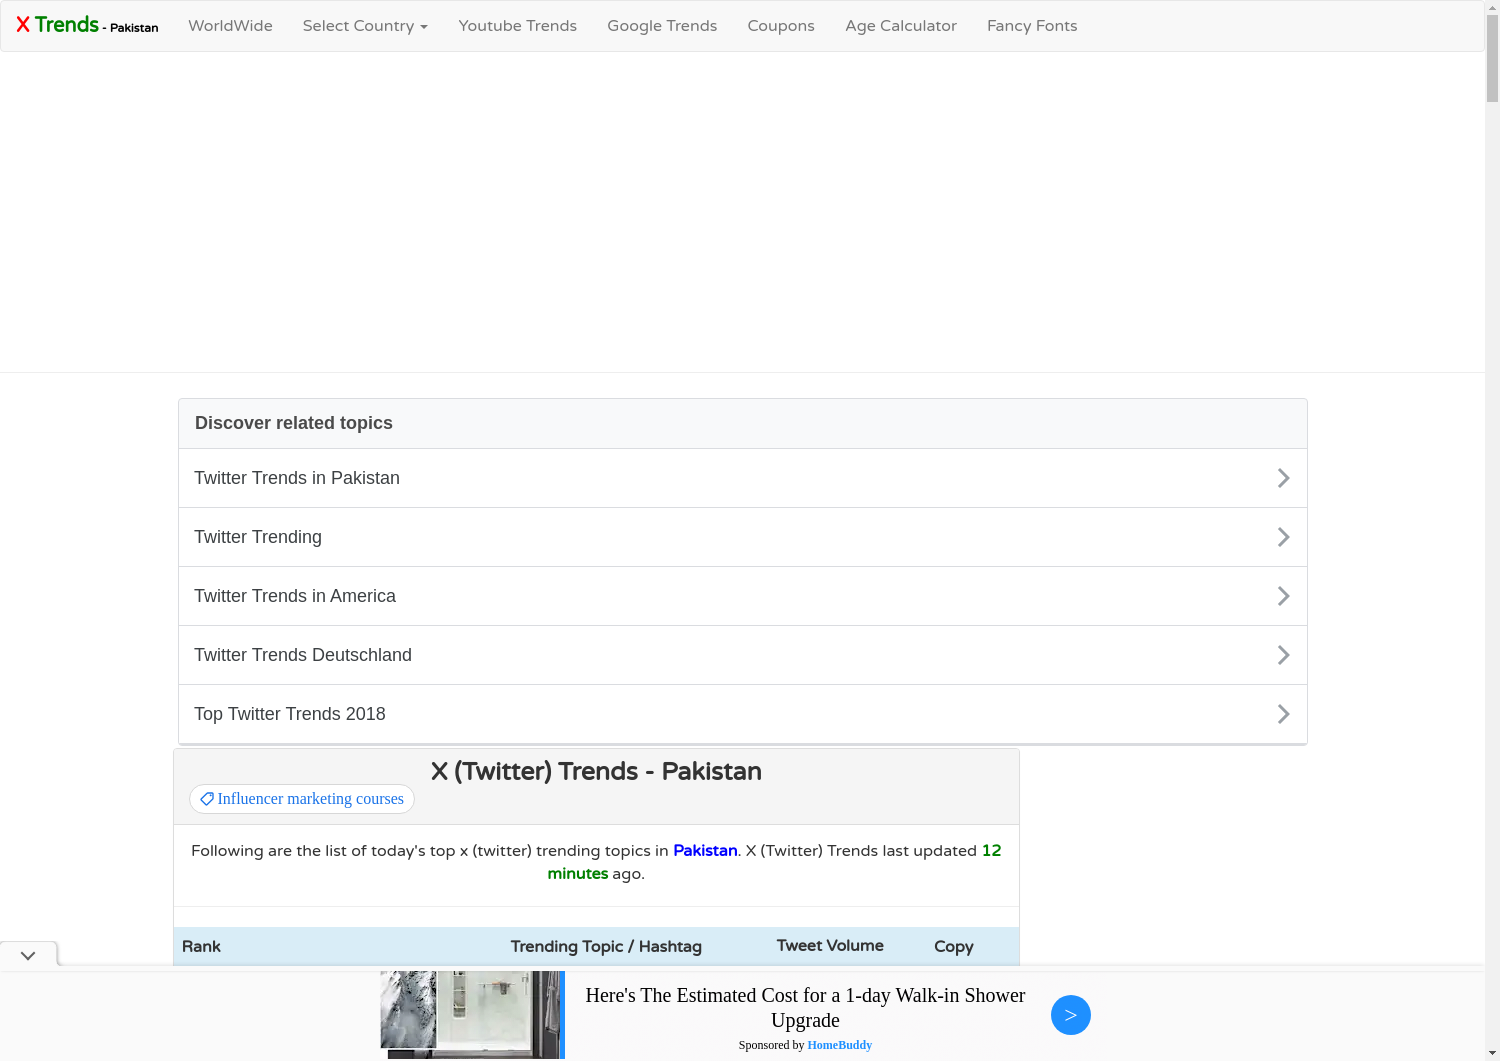 X Trends - Pakistan WorldWide Select Country Youtube Trends Google Trends Coupons Age Calculator Fancy Fonts
Discover related topics
Twitter Trends in Pakistan
Twitter Trending
Twitter Trends in America
Twitter Trends Deutschland
Top Twitter Trends 2018
X (Twitter) Trends - Pakistan
Influencer marketing courses
Following are the list of today's top x (twitter) trending topics in Pakistan. X (Twitter) Trends last updated 12
minutes ago.
Rank Trending Topic / Hashtag Tweet Volume Copy
Here's The Estimated Cost for a 1-day Walk-in Shower
Upgrade
Sponsored by HomeBuddy